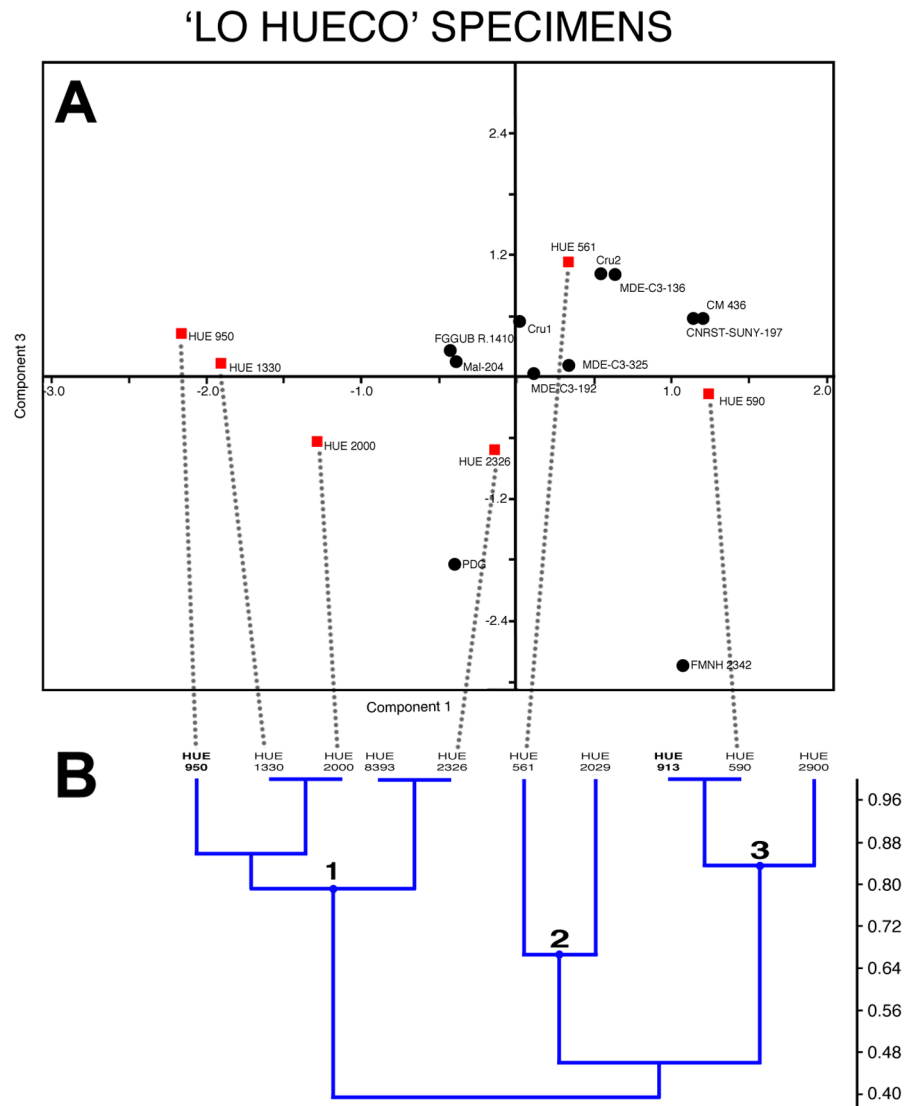 ‘LO HUECO’ SPECIMENS
A
2.4
1.2
HUE 561
Cru2
MDE-C3-136
CM 436
CNRST-SUNY-197
Cru1
HUE 950
FGGUB R.1410
HUE 1330
Mal-204
MDE-C3-325
Component 3
-3.0
-2.0
-1.0
MDE-C3-192
1.0
2.0
HUE 590
HUE 2000
HUE 2326
-1.2
PDG
-2.4
FMNH 2342
Component 1
B
HUE 950
HUE 1330
HUE 2000
HUE 8393
HUE 2326
HUE 561
HUE 2029
HUE 913
HUE 590
HUE 2900
0.96
0.88
3
1
0.80
0.72
2
0.64
0.56
0.48
0.40